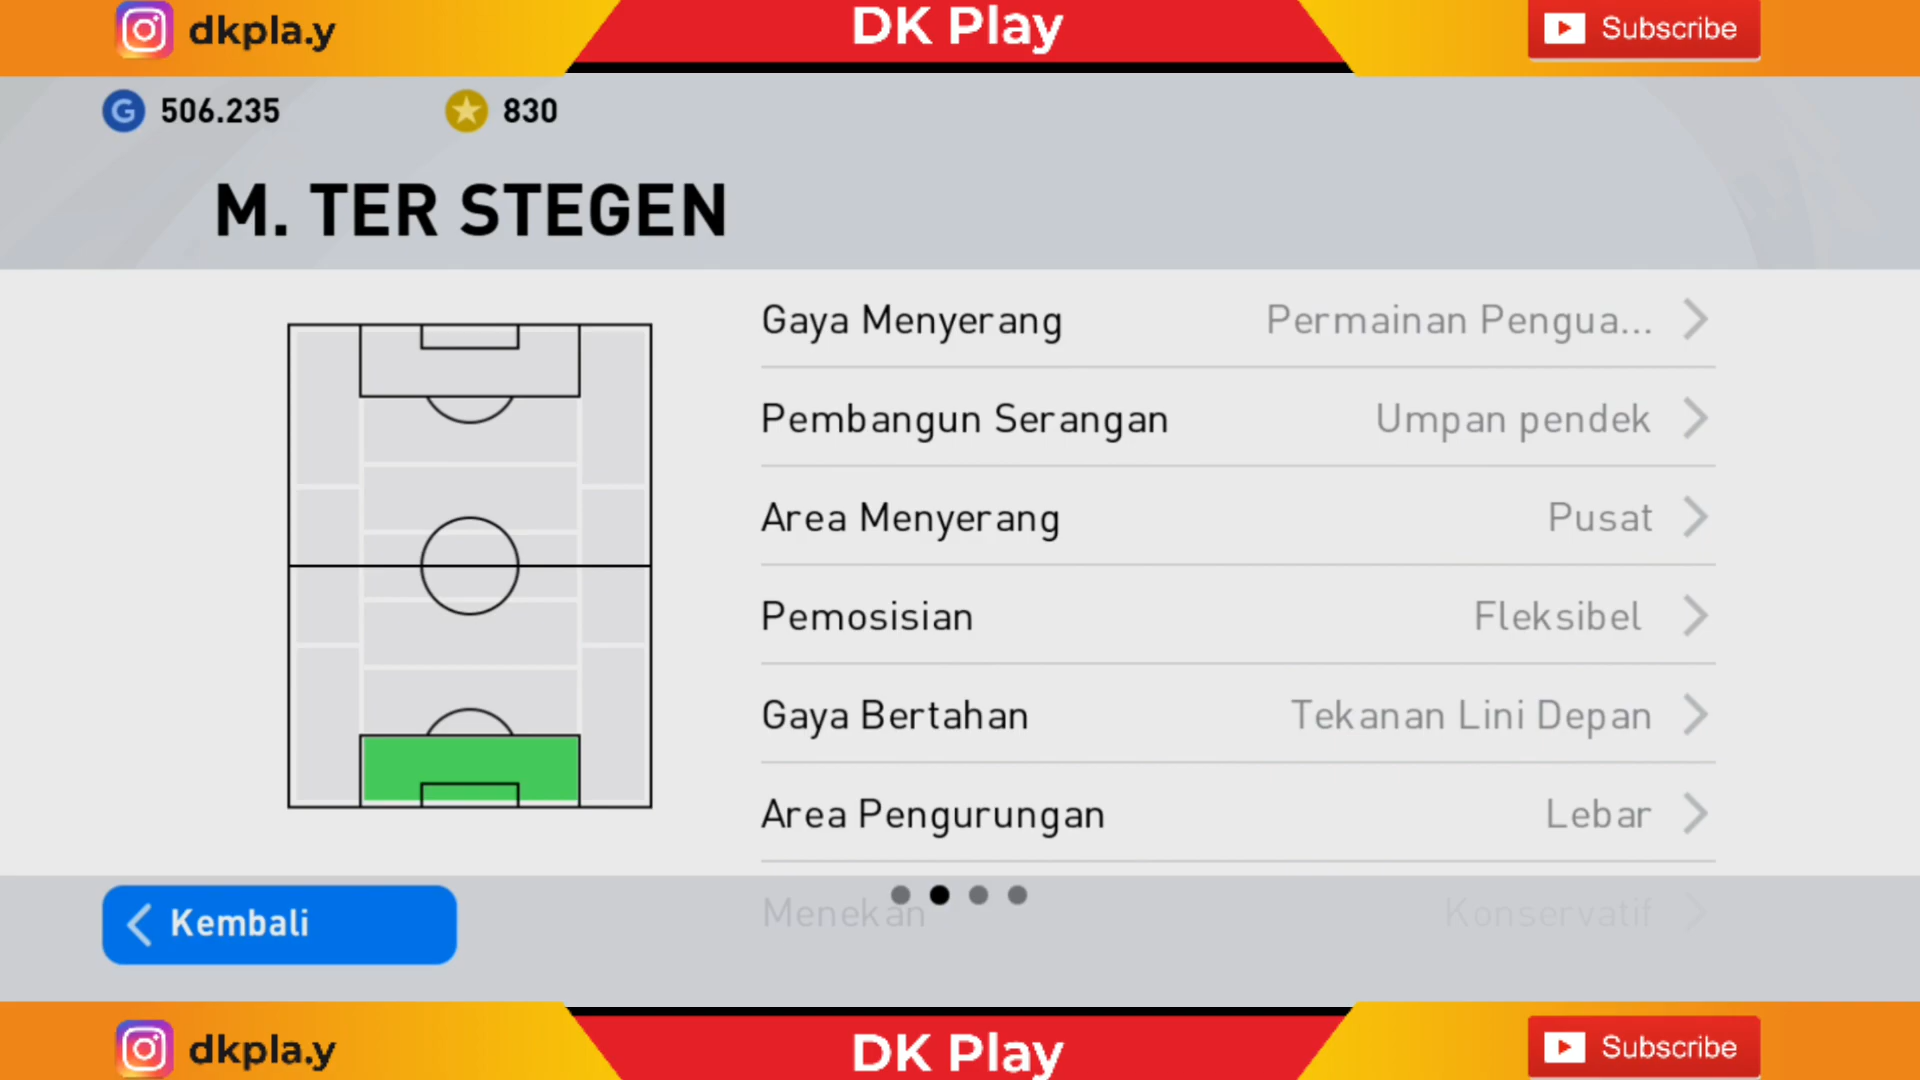 dkpla.y
DK Play
Subscribe
G 506.235
830
M. TER STEGEN
Gaya Menyerang Permainan Pengua...
Pembangun Serangan Umpan pendek
Area Menyerang Pusat
Pemosisian Fleksibel
Gaya Bertahan Tekanan Lini Depan
Area Pengurungan Lebar
Menekan Konservatif
Kembali
dkpla.y
DK Play
Subscribe